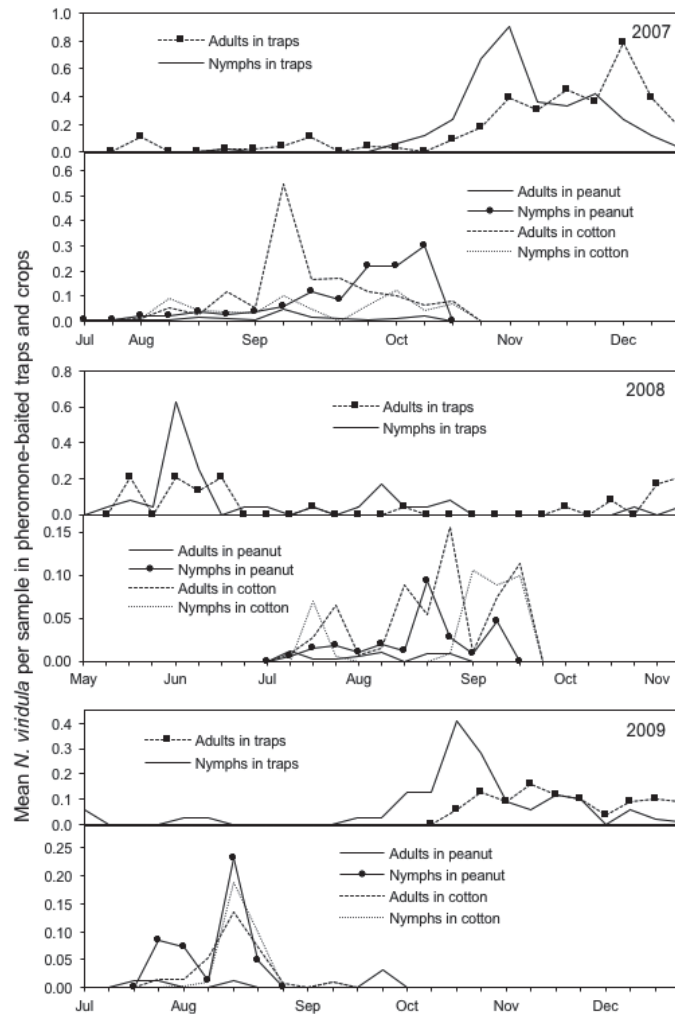 Mean N. viridula per sample in pheromone-baited traps and crops
1.0
0.8
0.6
0.4
0.2
0.0
Adults in traps
Nymphs in traps
2007
0.6
0.5
0.4
0.3
0.2
0.1
0.0
Adults in peanut
Nymphs in peanut
Adults in cotton
Nymphs in cotton
Jul Aug Sep Oct Nov Dec
0.8
0.6
0.4
0.2
0.0
Adults in traps
Nymphs in traps
2008
0.15
0.10
0.05
0.00
Adults in peanut
Nymphs in peanut
Adults in cotton
Nymphs in cotton
May Jun Jul Aug Sep Oct Nov
0.4
0.3
0.2
0.1
0.0
Adults in traps
Nymphs in traps
2009
0.25
0.20
0.15
0.10
0.05
0.00
Adults in peanut
Nymphs in peanut
Adults in cotton
Nymphs in cotton
Jul Aug Sep Oct Nov Dec